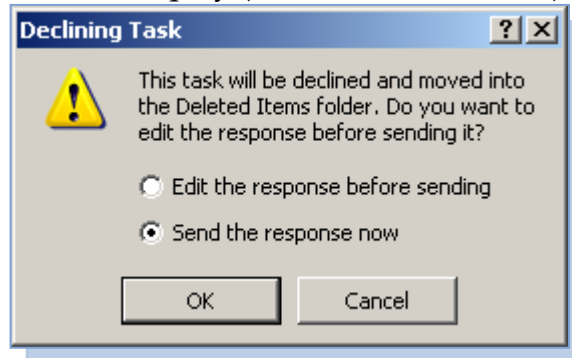 Declining Task
This task will be declined and moved into
the Deleted Items folder. Do you want to
edit the response before sending it?
Edit the response before sending
Send the response now
OK
Cancel